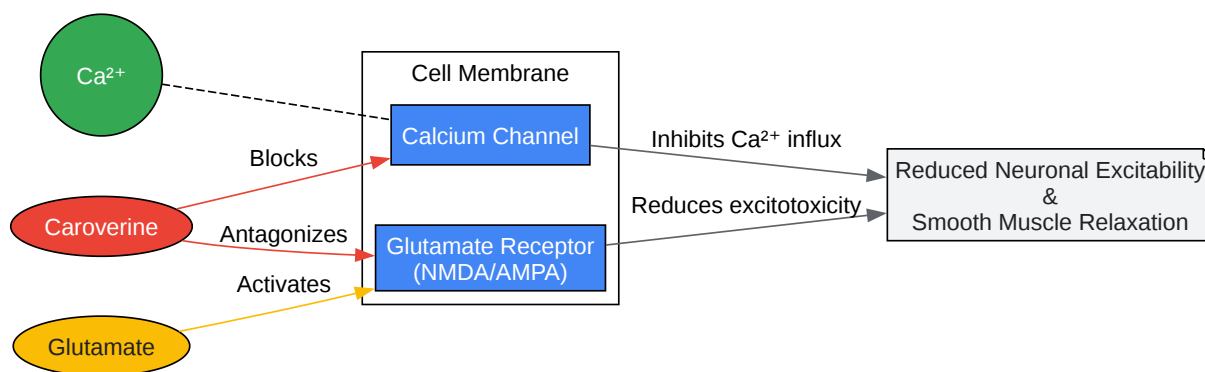 Ca²⁺
Cell Membrane
Calcium Channel
Blocks
Inhibits Ca²⁺ influx
Caroverine
Antagonizes
Glutamate Receptor
(NMDA/AMPA)
Reduces excitotoxicity
Reduced Neuronal Excitability
&
Smooth Muscle Relaxation
Activates
Glutamate